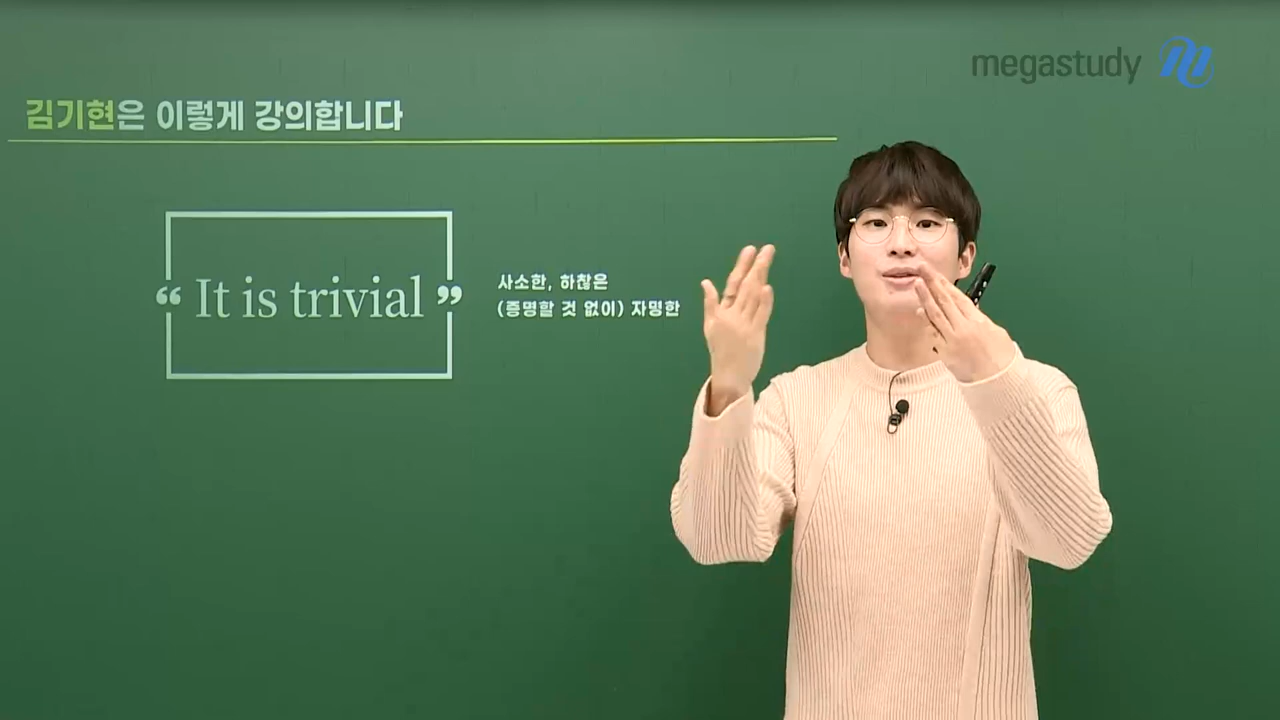 megastudy
김기현은 이렇게 강의합니다
“It is trivial”
사소한, 하찮은
(증명할 것 없이) 자명한